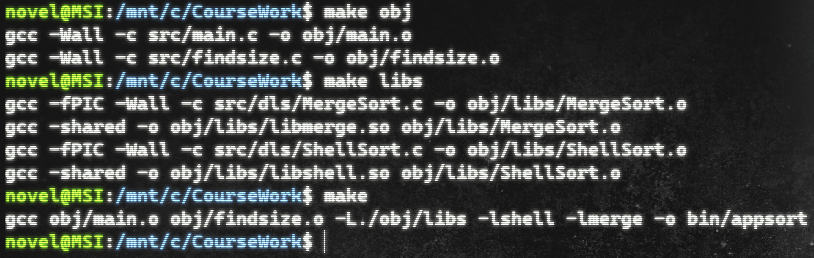 novel@MSI:/mnt/c/CourseWork$ make obj
gcc -Wall -c src/main.c -o obj/main.o
gcc -Wall -c src/findsize.c -o obj/findsize.o
novel@MSI:/mnt/c/CourseWork$ make libs
gcc -fPIC -Wall -c src/dls/MergeSort.c -o obj/libs/MergeSort.o
gcc -shared -o obj/libs/libmerge.so obj/libs/MergeSort.o
gcc -fPIC -Wall -c src/dls/ShellSort.c -o obj/libs/ShellSort.o
gcc -shared -o obj/libs/libshell.so obj/libs/ShellSort.o
novel@MSI:/mnt/c/CourseWork$ make
gcc obj/main.o obj/findsize.o -L./obj/libs -lshell -lmerge -o bin/appsort
novel@MSI:/mnt/c/CourseWork$